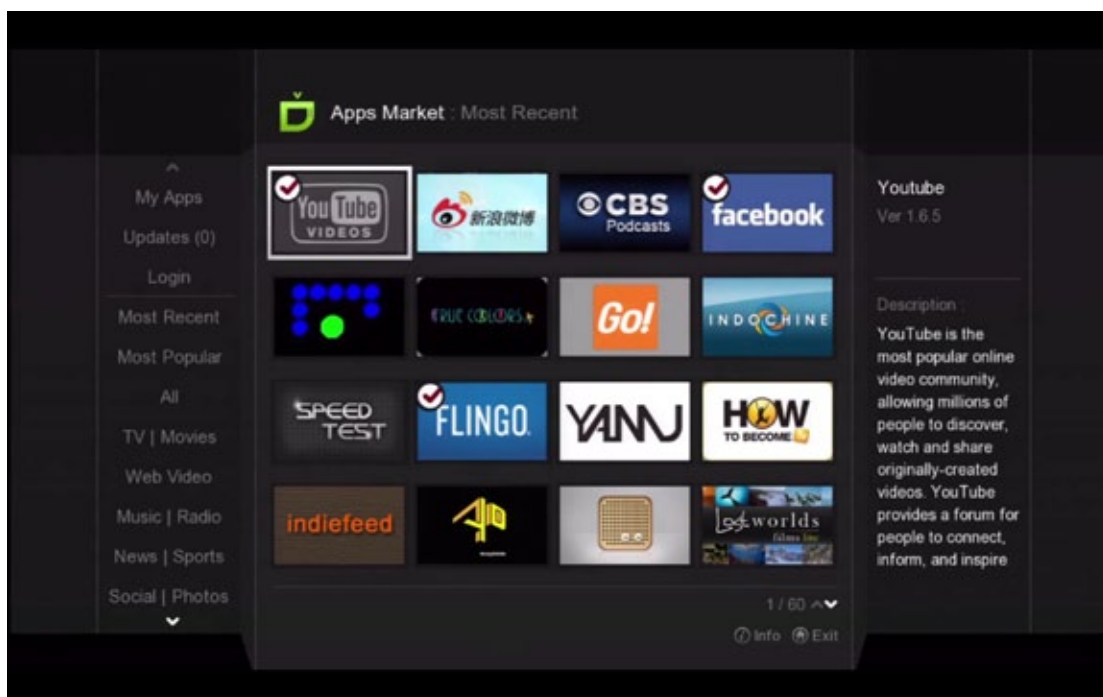 Apps Market : Most Recent
My Apps
Updates (0)
Login
Most Recent
Most Popular
All
TV | Movies
Web Video
Music | Radio
News | Sports
Social | Photos
You Tube
VIDEOS
新浪微博
CBS
Podcasts
facebook
TRUE COLORS
Go!
INDOCHINE
SPEED
TEST
FLINGO
YAMU
HOW
TO BECOME
indiefeed
Lost worlds
films
1 / 60
Info Exit
Youtube
Ver 1.6.5
Description :
YouTube is the
most popular online
video community,
allowing millions of
people to discover,
watch and share
originally-created
videos. YouTube
provides a forum for
people to connect,
inform, and inspire